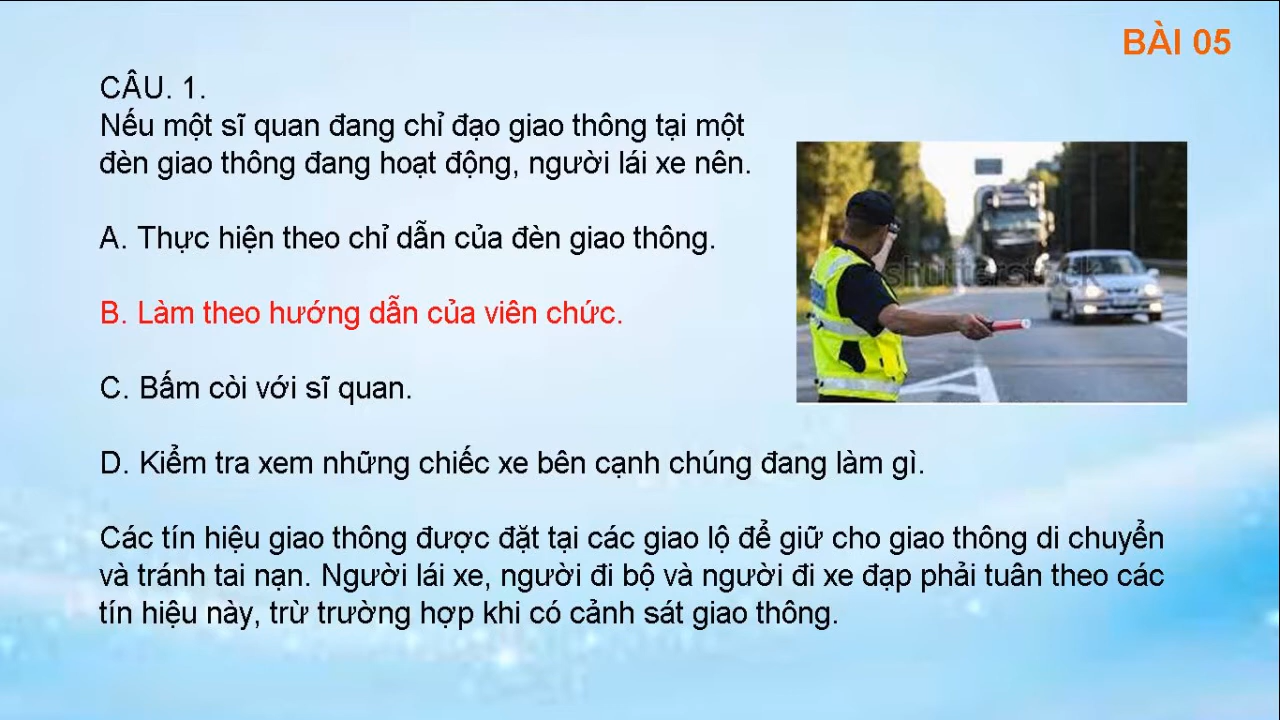 BÀI 05
CÂU. 1.
Nếu một sĩ quan đang chỉ đạo giao thông tại một
đèn giao thông đang hoạt động, người lái xe nên.
A. Thực hiện theo chỉ dẫn của đèn giao thông.
B. Làm theo hướng dẫn của viên chức.
C. Bấm còi với sĩ quan.
D. Kiểm tra xem những chiếc xe bên cạnh chúng đang làm gì.
Các tín hiệu giao thông được đặt tại các giao lộ để giữ cho giao thông di chuyển
và tránh tai nạn. Người lái xe, người đi bộ và người đi xe đạp phải tuân theo các
tín hiệu này, trừ trường hợp khi có cảnh sát giao thông.
shutterstock